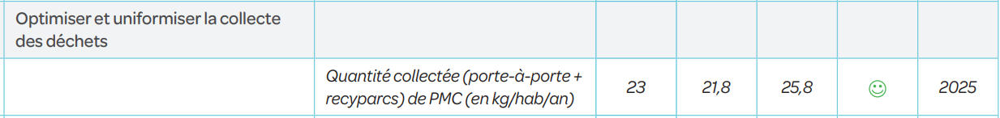 Optimiser et uniformiser la collecte
des déchets
Quantité collectée (porte-à-porte + 23 21,8 25,8 2025
recyparcs) de PMC (en kg/hab/an)